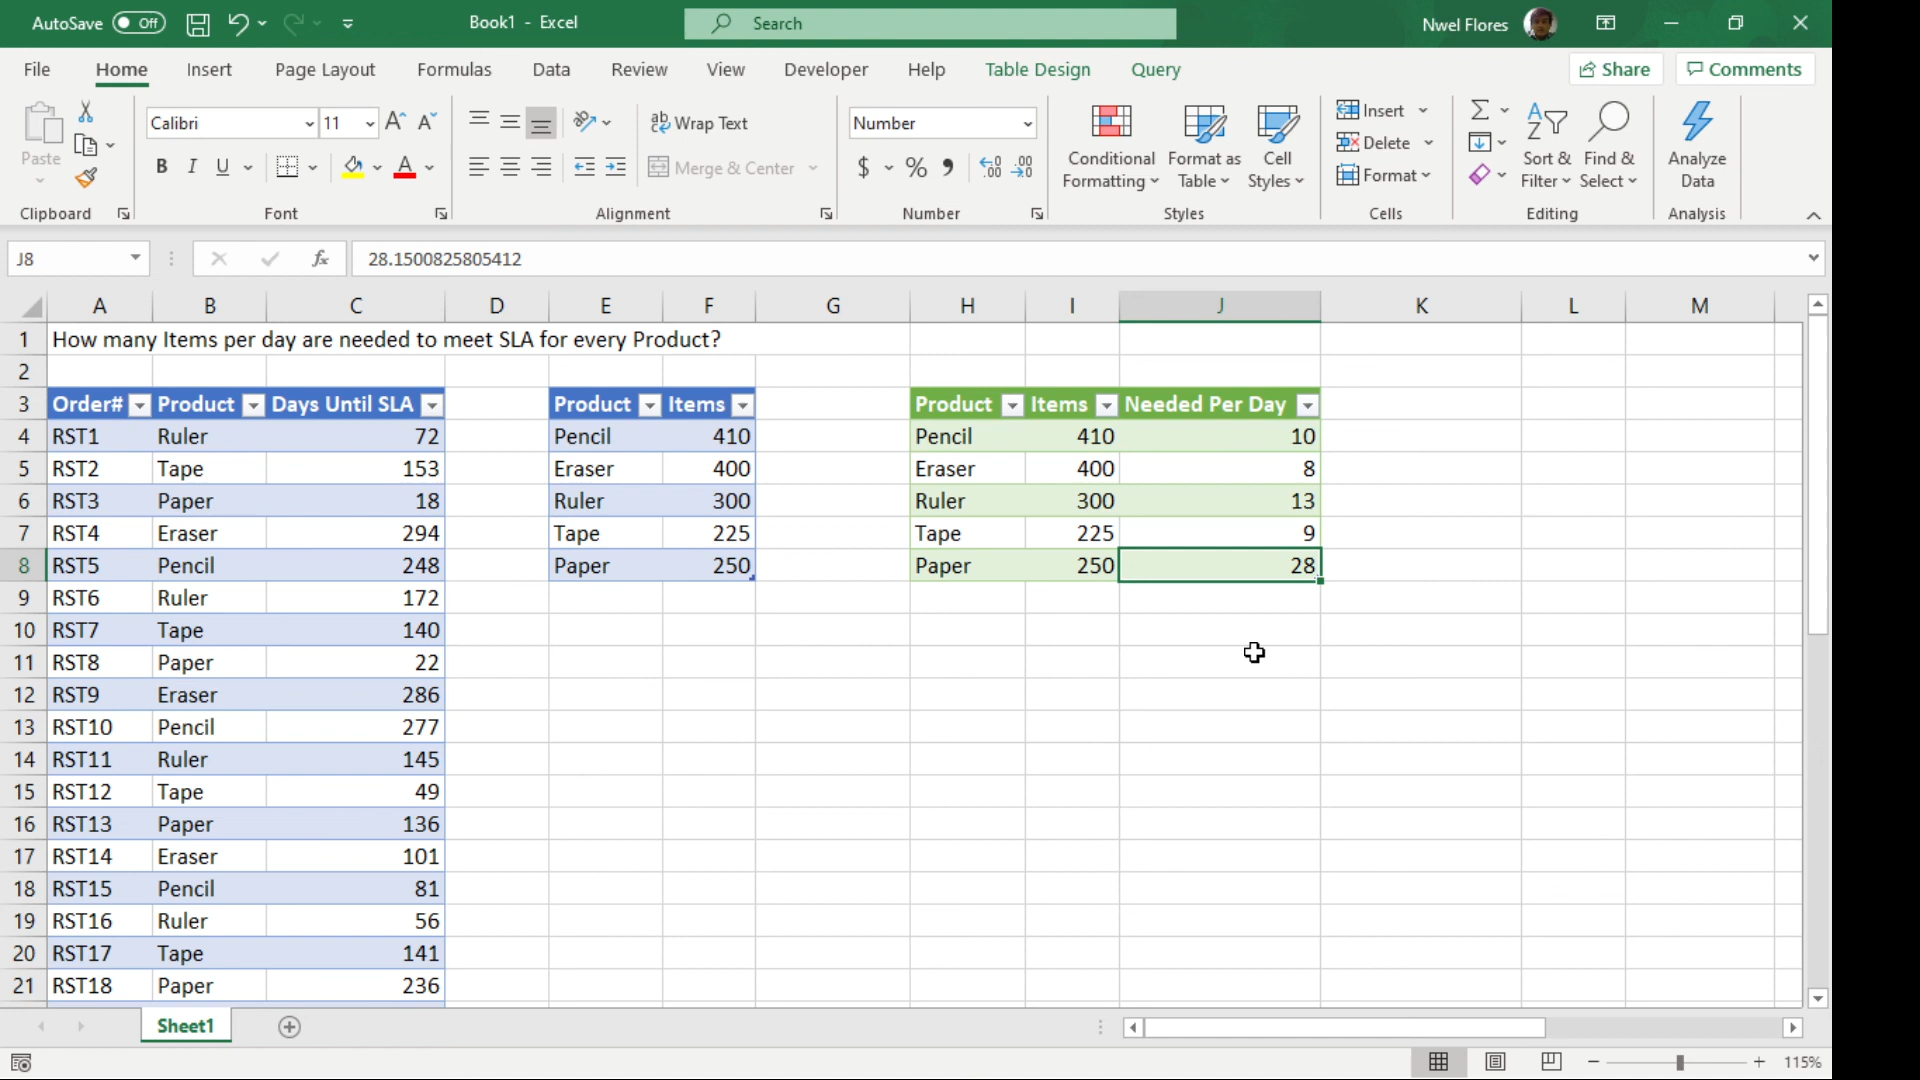 AutoSave Off Book1 - Excel Search Nwel Flores
File Home Insert Page Layout Formulas Data Review View Developer Help Table Design Query Share Comments
Paste Calibri 11 Wrap Text Number Conditional Formatting Format as Table Cell Styles Insert Sort & Filter Find & Select Analyze Data
B I U Merge & Center $ % Delete
Format
Clipboard Font Alignment Number Styles Cells Editing Analysis
J8 fx 28.1500825805412
A B C D E F G H I J K L M
1 How many Items per day are needed to meet SLA for every Product?
2
3 Order# Product Days Until SLA Product Items Product Items Needed Per Day
4 RST1 Ruler 72 Pencil 410 Pencil 410 10
5 RST2 Tape 153 Eraser 400 Eraser 400 8
6 RST3 Paper 18 Ruler 300 Ruler 300 13
7 RST4 Eraser 294 Tape 225 Tape 225 9
8 RST5 Pencil 248 Paper 250 Paper 250 28
9 RST6 Ruler 172
10 RST7 Tape 140
11 RST8 Paper 22
12 RST9 Eraser 286
13 RST10 Pencil 277
14 RST11 Ruler 145
15 RST12 Tape 49
16 RST13 Paper 136
17 RST14 Eraser 101
18 RST15 Pencil 81
19 RST16 Ruler 56
20 RST17 Tape 141
21 RST18 Paper 236
Sheet1
115%